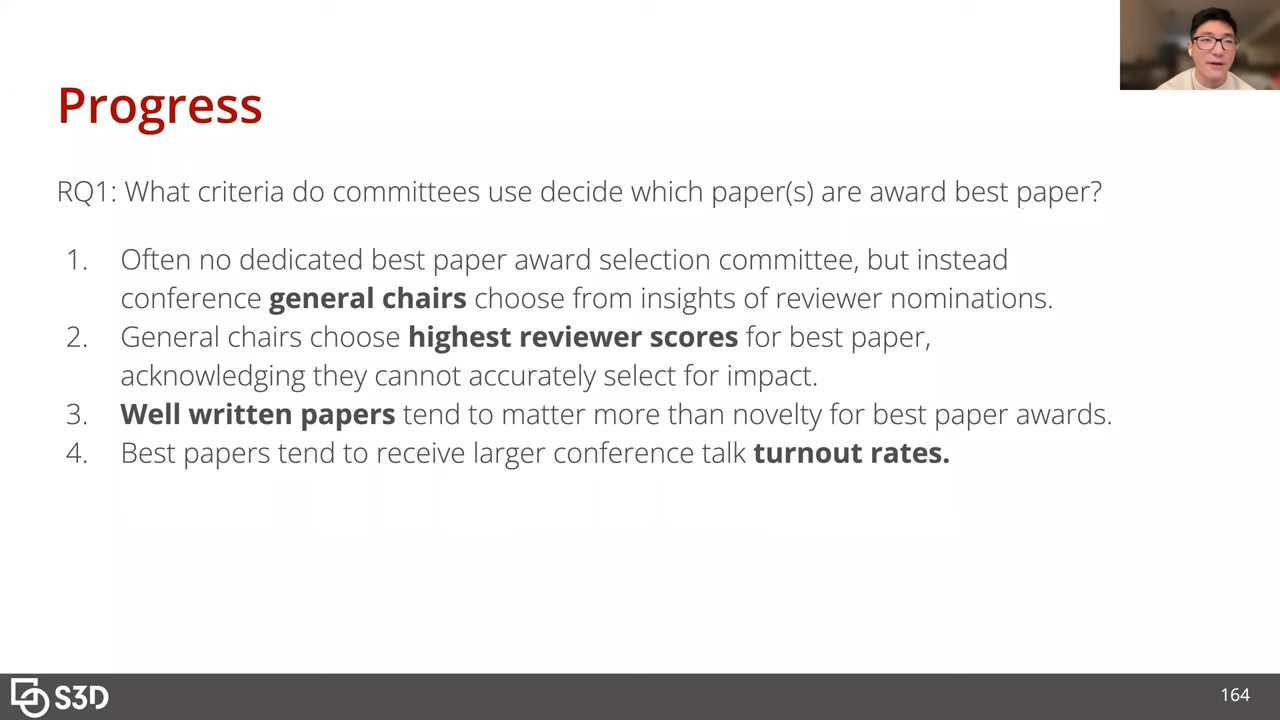 Progress
RQ1: What criteria do committees use decide which paper(s) are award best paper?
1. Often no dedicated best paper award selection committee, but instead
conference general chairs choose from insights of reviewer nominations.
2. General chairs choose highest reviewer scores for best paper,
acknowledging they cannot accurately select for impact.
3. Well written papers tend to matter more than novelty for best paper awards.
4. Best papers tend to receive larger conference talk turnout rates.
S3D
164